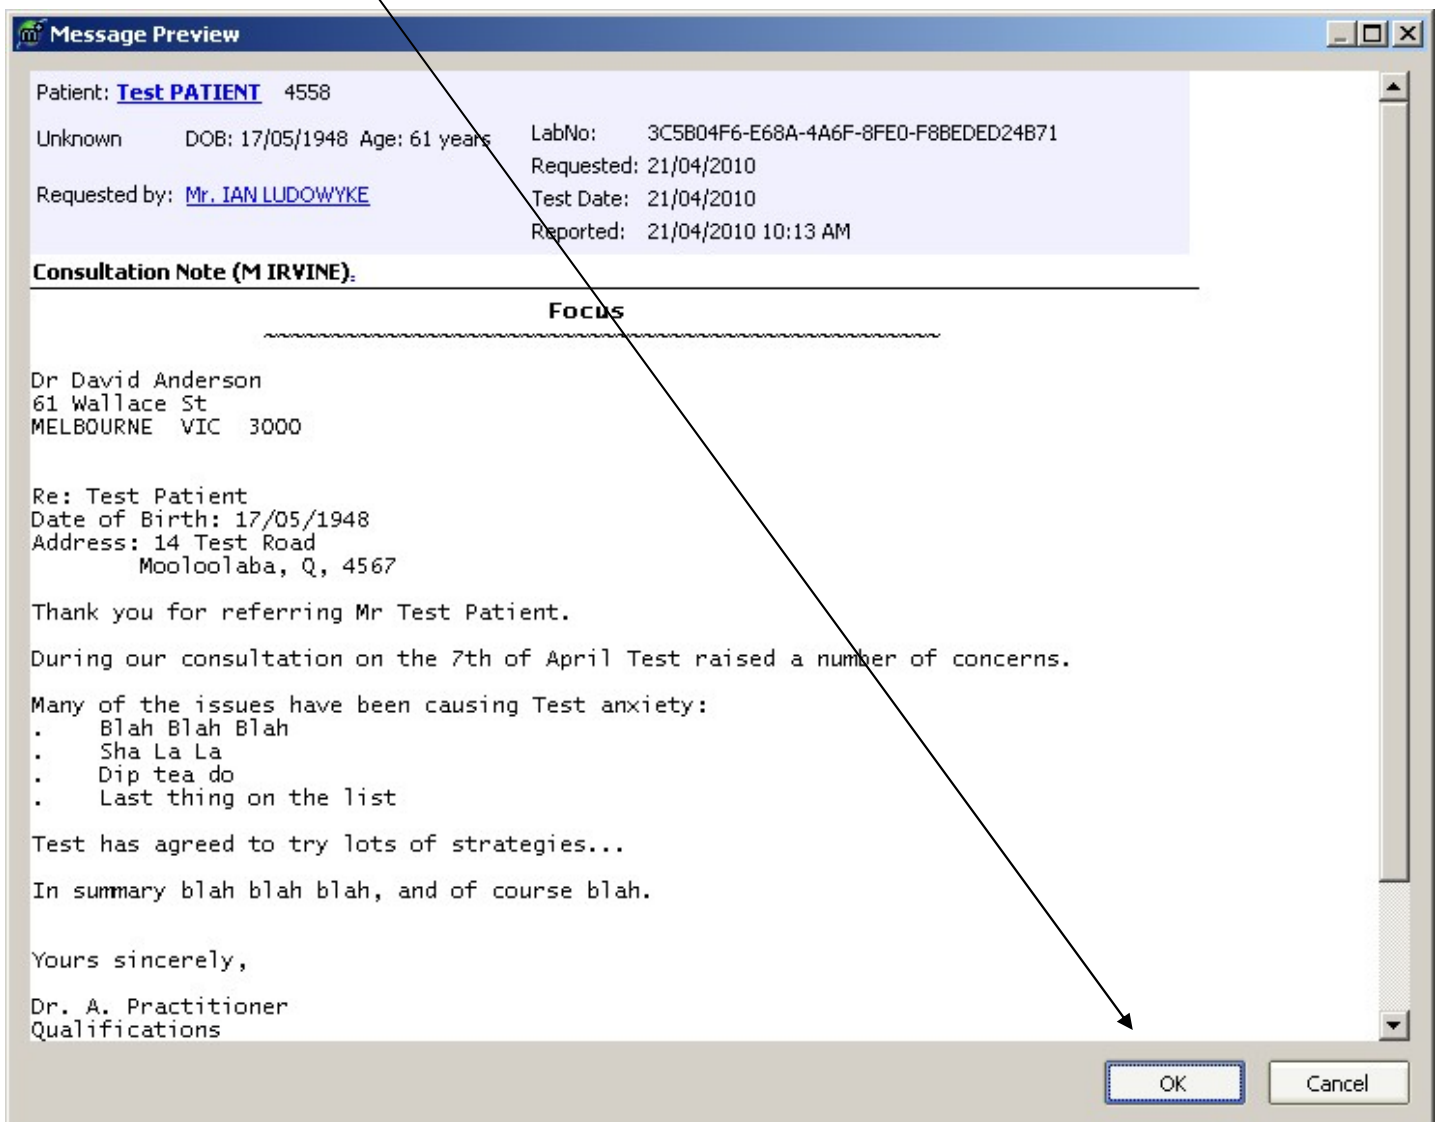 Message Preview
Patient: Test PATIENT 4558
Unknown DOB: 17/05/1948 Age: 61 years
Requested by: Mr. IAN LUDOWYKE
LabNo: 3C5B04F6-E68A-4A6F-8FE0-F8BEDED24B71
Requested: 21/04/2010
Test Date: 21/04/2010
Reported: 21/04/2010 10:13 AM
Consultation Note (M IRVINE).
Focus
~~~~~~~~~~~~~~~~~~~~~~~~~~~~~~~~~~~~~~~~~~~~~~~~~~
Dr David Anderson
61 Wallace St
MELBOURNE VIC 3000
Re: Test Patient
Date of Birth: 17/05/1948
Address: 14 Test Road
Mooloolaba, Q, 4567
Thank you for referring Mr Test Patient.
During our consultation on the 7th of April Test raised a number of concerns.
Many of the issues have been causing Test anxiety:
. Blah Blah Blah
. Sha La La
. Dip tea do
. Last thing on the list
Test has agreed to try lots of strategies...
In summary blah blah blah, and of course blah.
Yours sincerely,
Dr. A. Practitioner
Qualifications
OK Cancel